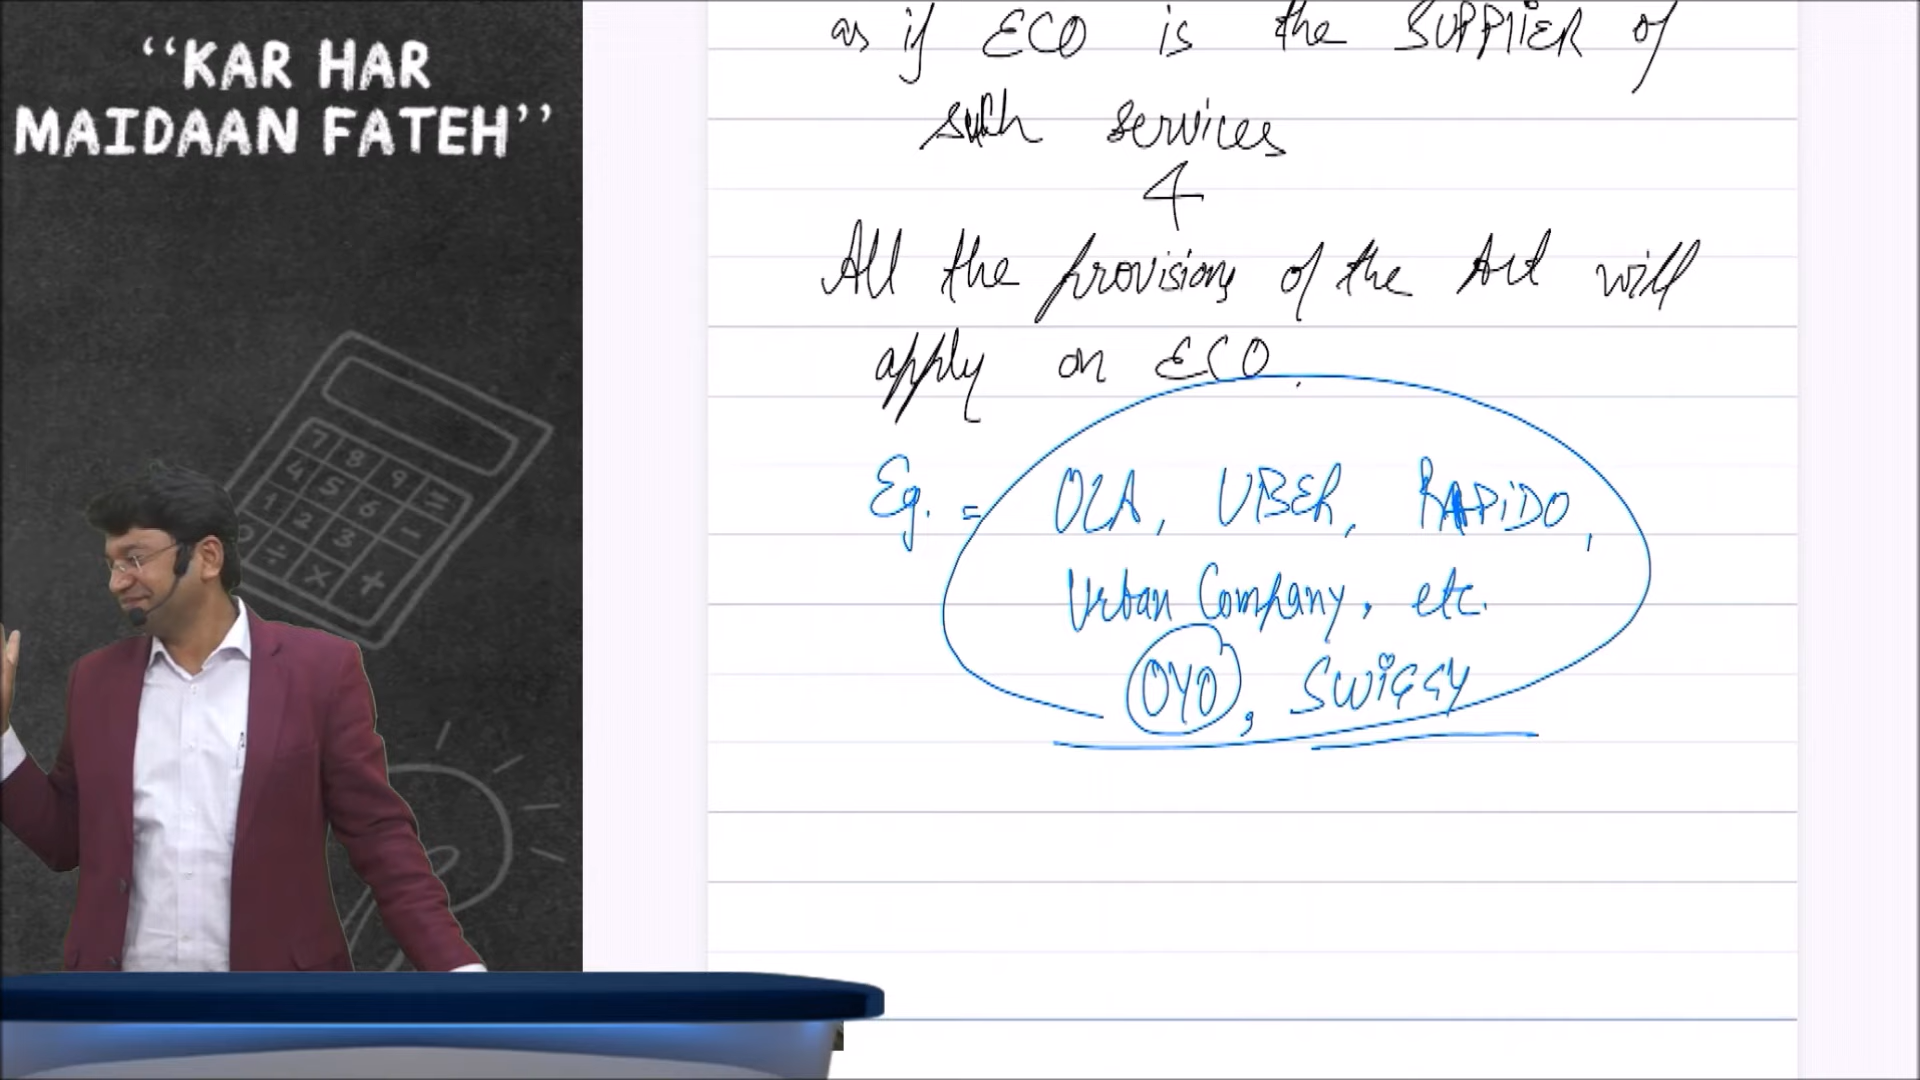 “KAR HAR
MAIDAAN FATEH”
7 8 9 =
4 5 6 -
1 2 3 +
0 ÷ ×
as if ECO is the SUPPliER of
such services
&
All the provisions of the Act will
apply on ECO.
Eg. = OLA, UBER, RAPiDO,
Urban Company, etc.
OYO, SWiGGY